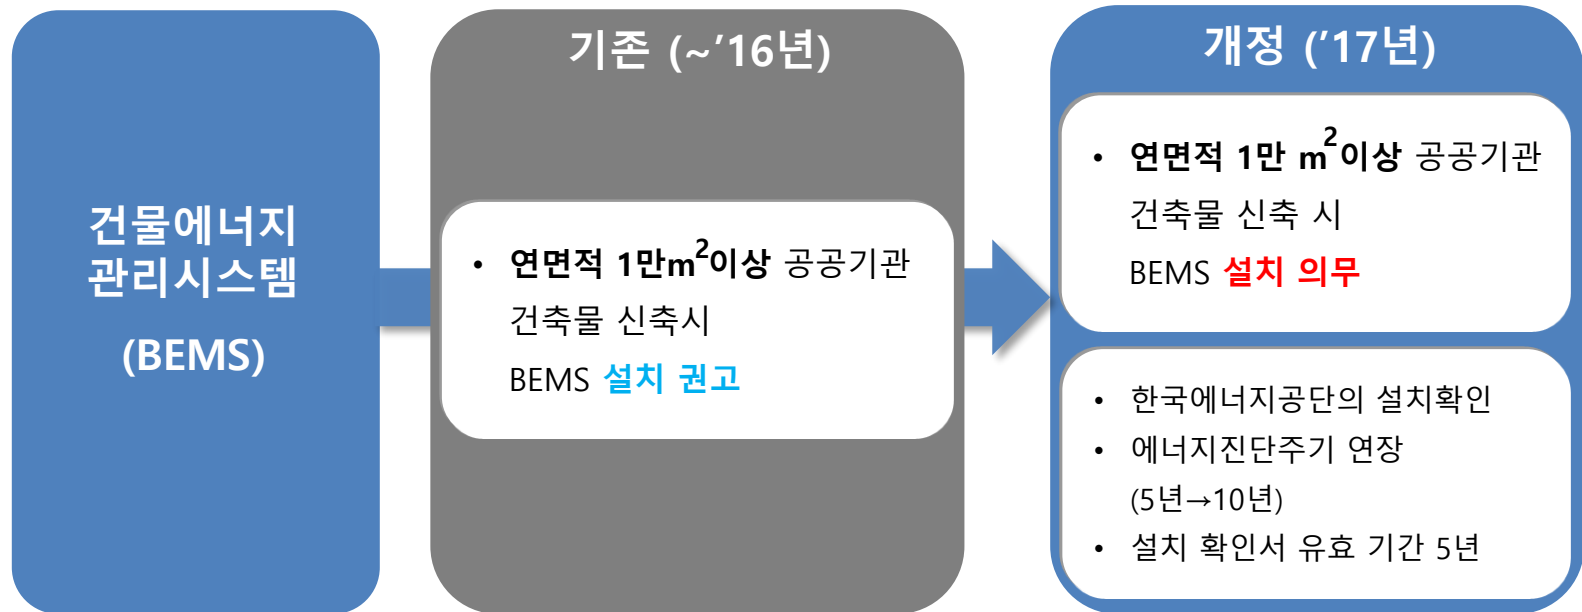 건물에너지
관리시스템
(BEMS)
기존 (~’16년)
• 연면적 1만m²이상 공공기관
건축물 신축시
BEMS 설치 권고
개정 (’17년)
• 연면적 1만 m²이상 공공기관
건축물 신축 시
BEMS 설치 의무
• 한국에너지공단의 설치확인
• 에너지진단주기 연장
(5년→10년)
• 설치 확인서 유효 기간 5년